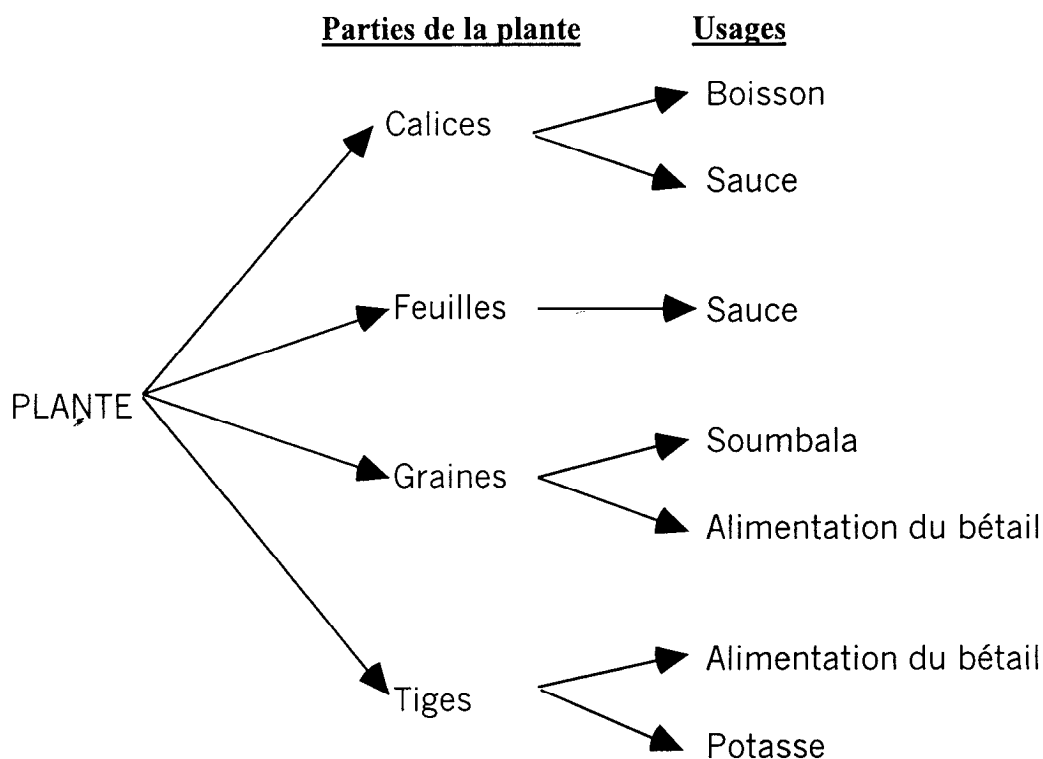 Parties de la plante Usages
Boisson
Calices
Sauce
Feuilles Sauce
PLANTE
Soumbala
Graines
Alimentation du bétail
Alimentation du bétail
Tiges
Potasse